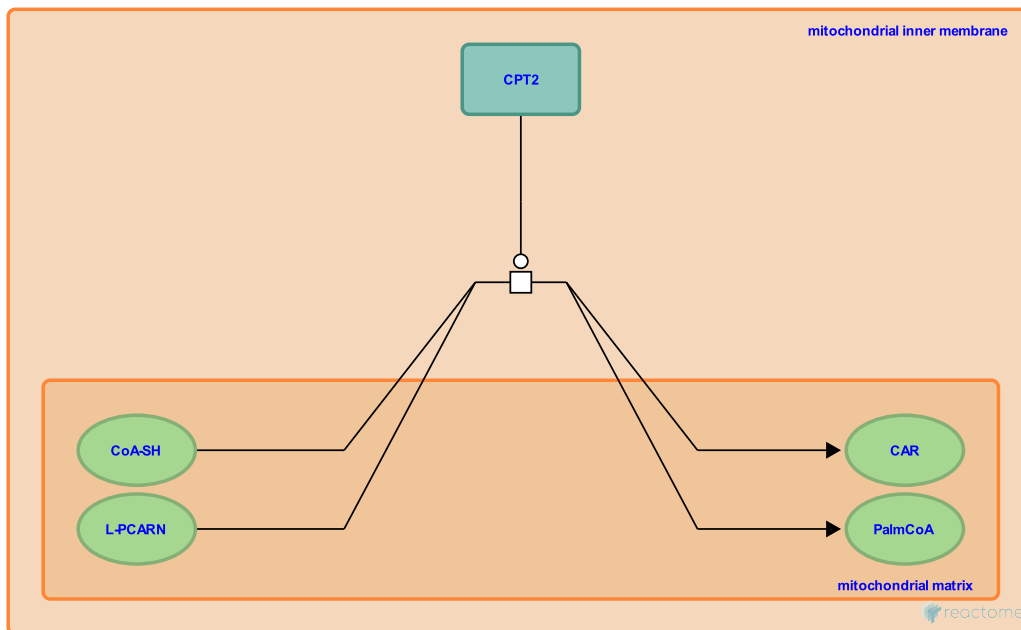 mitochondrial inner membrane
CPT2
CoA-SH
CAR
L-PCARN
PalmCoA
mitochondrial matrix
reactome